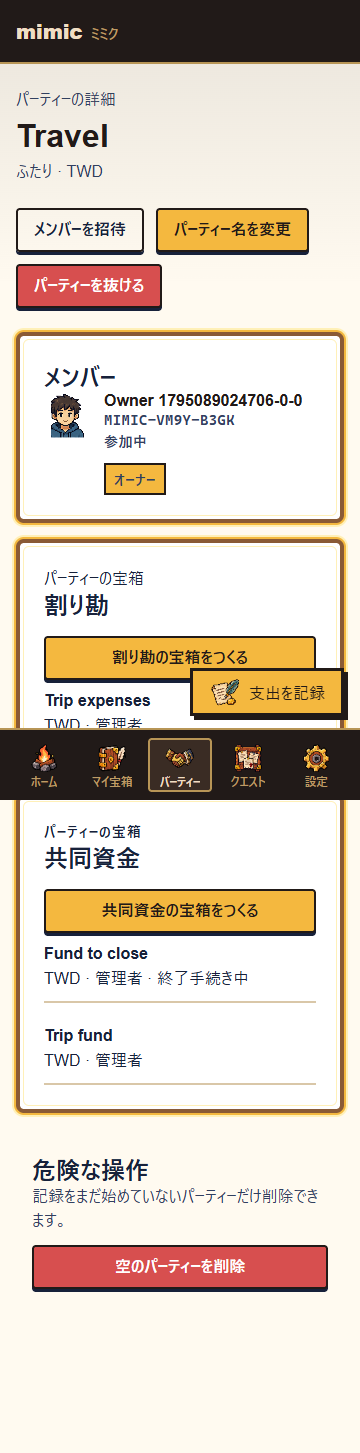 mimic ミミク
パーティーの詳細
Travel
ふたり · TWD
メンバーを招待
パーティー名を変更
パーティーを抜ける
メンバー
Owner 1795089024706-0-0
MIMIC-VM9Y-B3GK
参加中
オーナー
パーティーの宝箱
割り勘
割り勘の宝箱をつくる
支出を記録
Trip expenses
TWD · 管理者
ホーム
マイ宝箱
パーティー
クエスト
設定
パーティーの宝箱
共同資金
共同資金の宝箱をつくる
Fund to close
TWD · 管理者 · 終了手続き中
Trip fund
TWD · 管理者
危険な操作
記録をまだ始めていないパーティーだけ削除でき
ます。
空のパーティーを削除